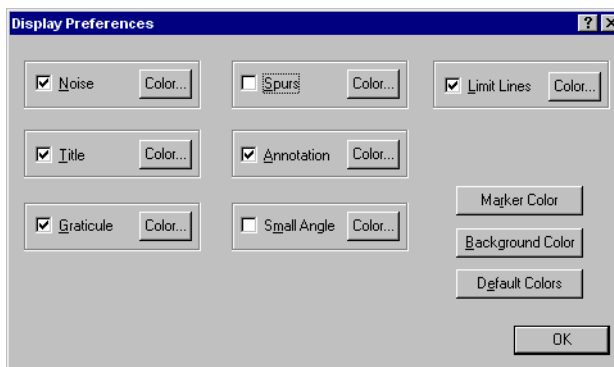 Display Preferences
Noise Color... Spurs Color... Limit Lines Color...
Title Color... Annotation Color...
Marker Color
Graticule Color... Small Angle Color...
Background Color
Default Colors
OK